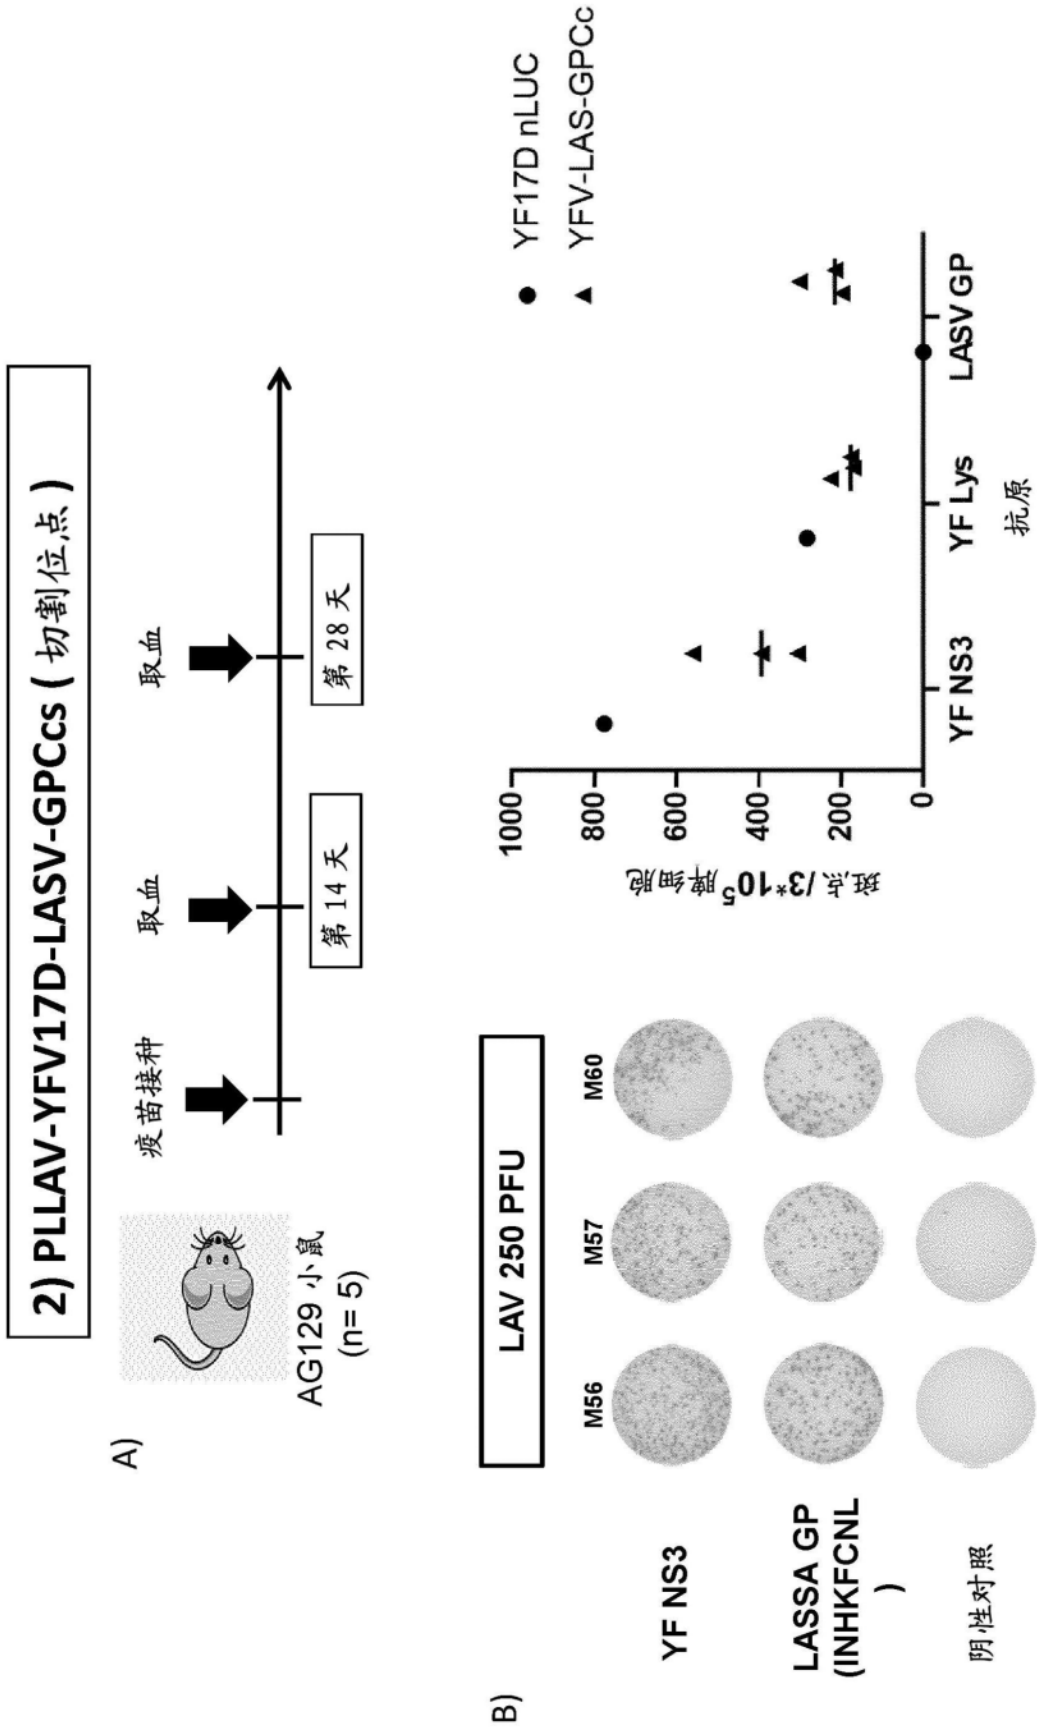 2) PLLAV-YFV17D-LASV-GPCcs ( 切割位点 )
A)
疫苗接种
取血
取血
第 14 天
第 28 天
AG129 小鼠
(n= 5)
B)
LAV 250 PFU
M56
M57
M60
YF NS3
LASSA GP
(INHKFCNL
)
阴性对照
斑点/3*10⁵脾细胞
1000
800
600
400
200
0
YF NS3
YF Lys
LASV GP
抗原
YF17D nLUC
YFV-LAS-GPCc